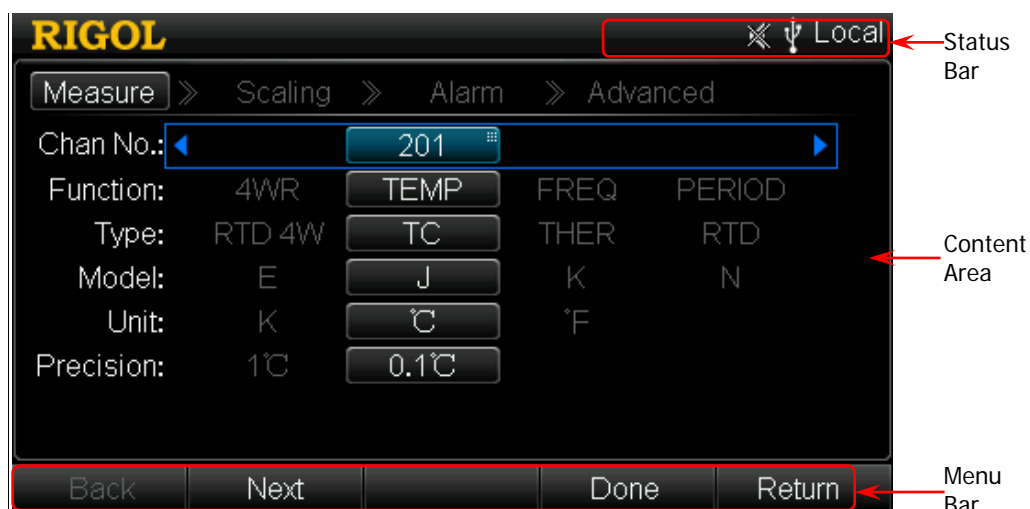 RIGOL Local
Status
Bar
Measure » Scaling » Alarm » Advanced
Chan No.: 201
Function: 4WR TEMP FREQ PERIOD
Type: RTD 4W TC THER RTD
Content
Area
Model: E J K N
Unit: K ℃ °F
Precision: 1℃ 0.1℃
Back Next Done Return
Menu
Bar